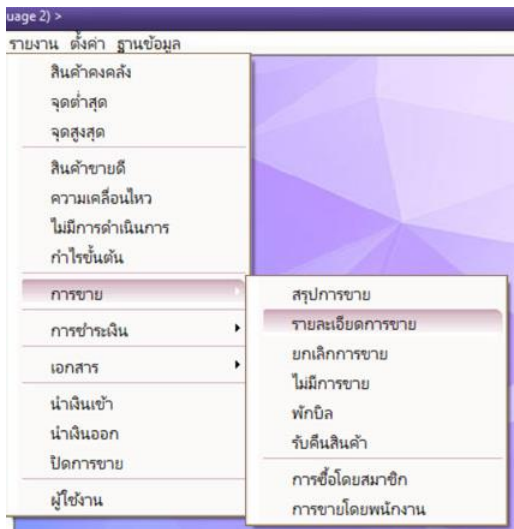 uage 2) >
รายงาน ตั้งค่า ฐานข้อมูล
สินค้าคงคลัง
จุดต่ำสุด
จุดสูงสุด
สินค้าขายดี
ความเคลื่อนไหว
ไม่มีการดำเนินการ
กำไรขั้นต้น
การขาย
การชำระเงิน
เอกสาร
นำเงินเข้า
นำเงินออก
ปิดการขาย
ผู้ใช้งาน
สรุปการขาย
รายละเอียดการขาย
ยกเลิกการขาย
ไม่มีการขาย
พักบิล
รับคืนสินค้า
การซื้อโดยสมาชิก
การขายโดยพนักงาน